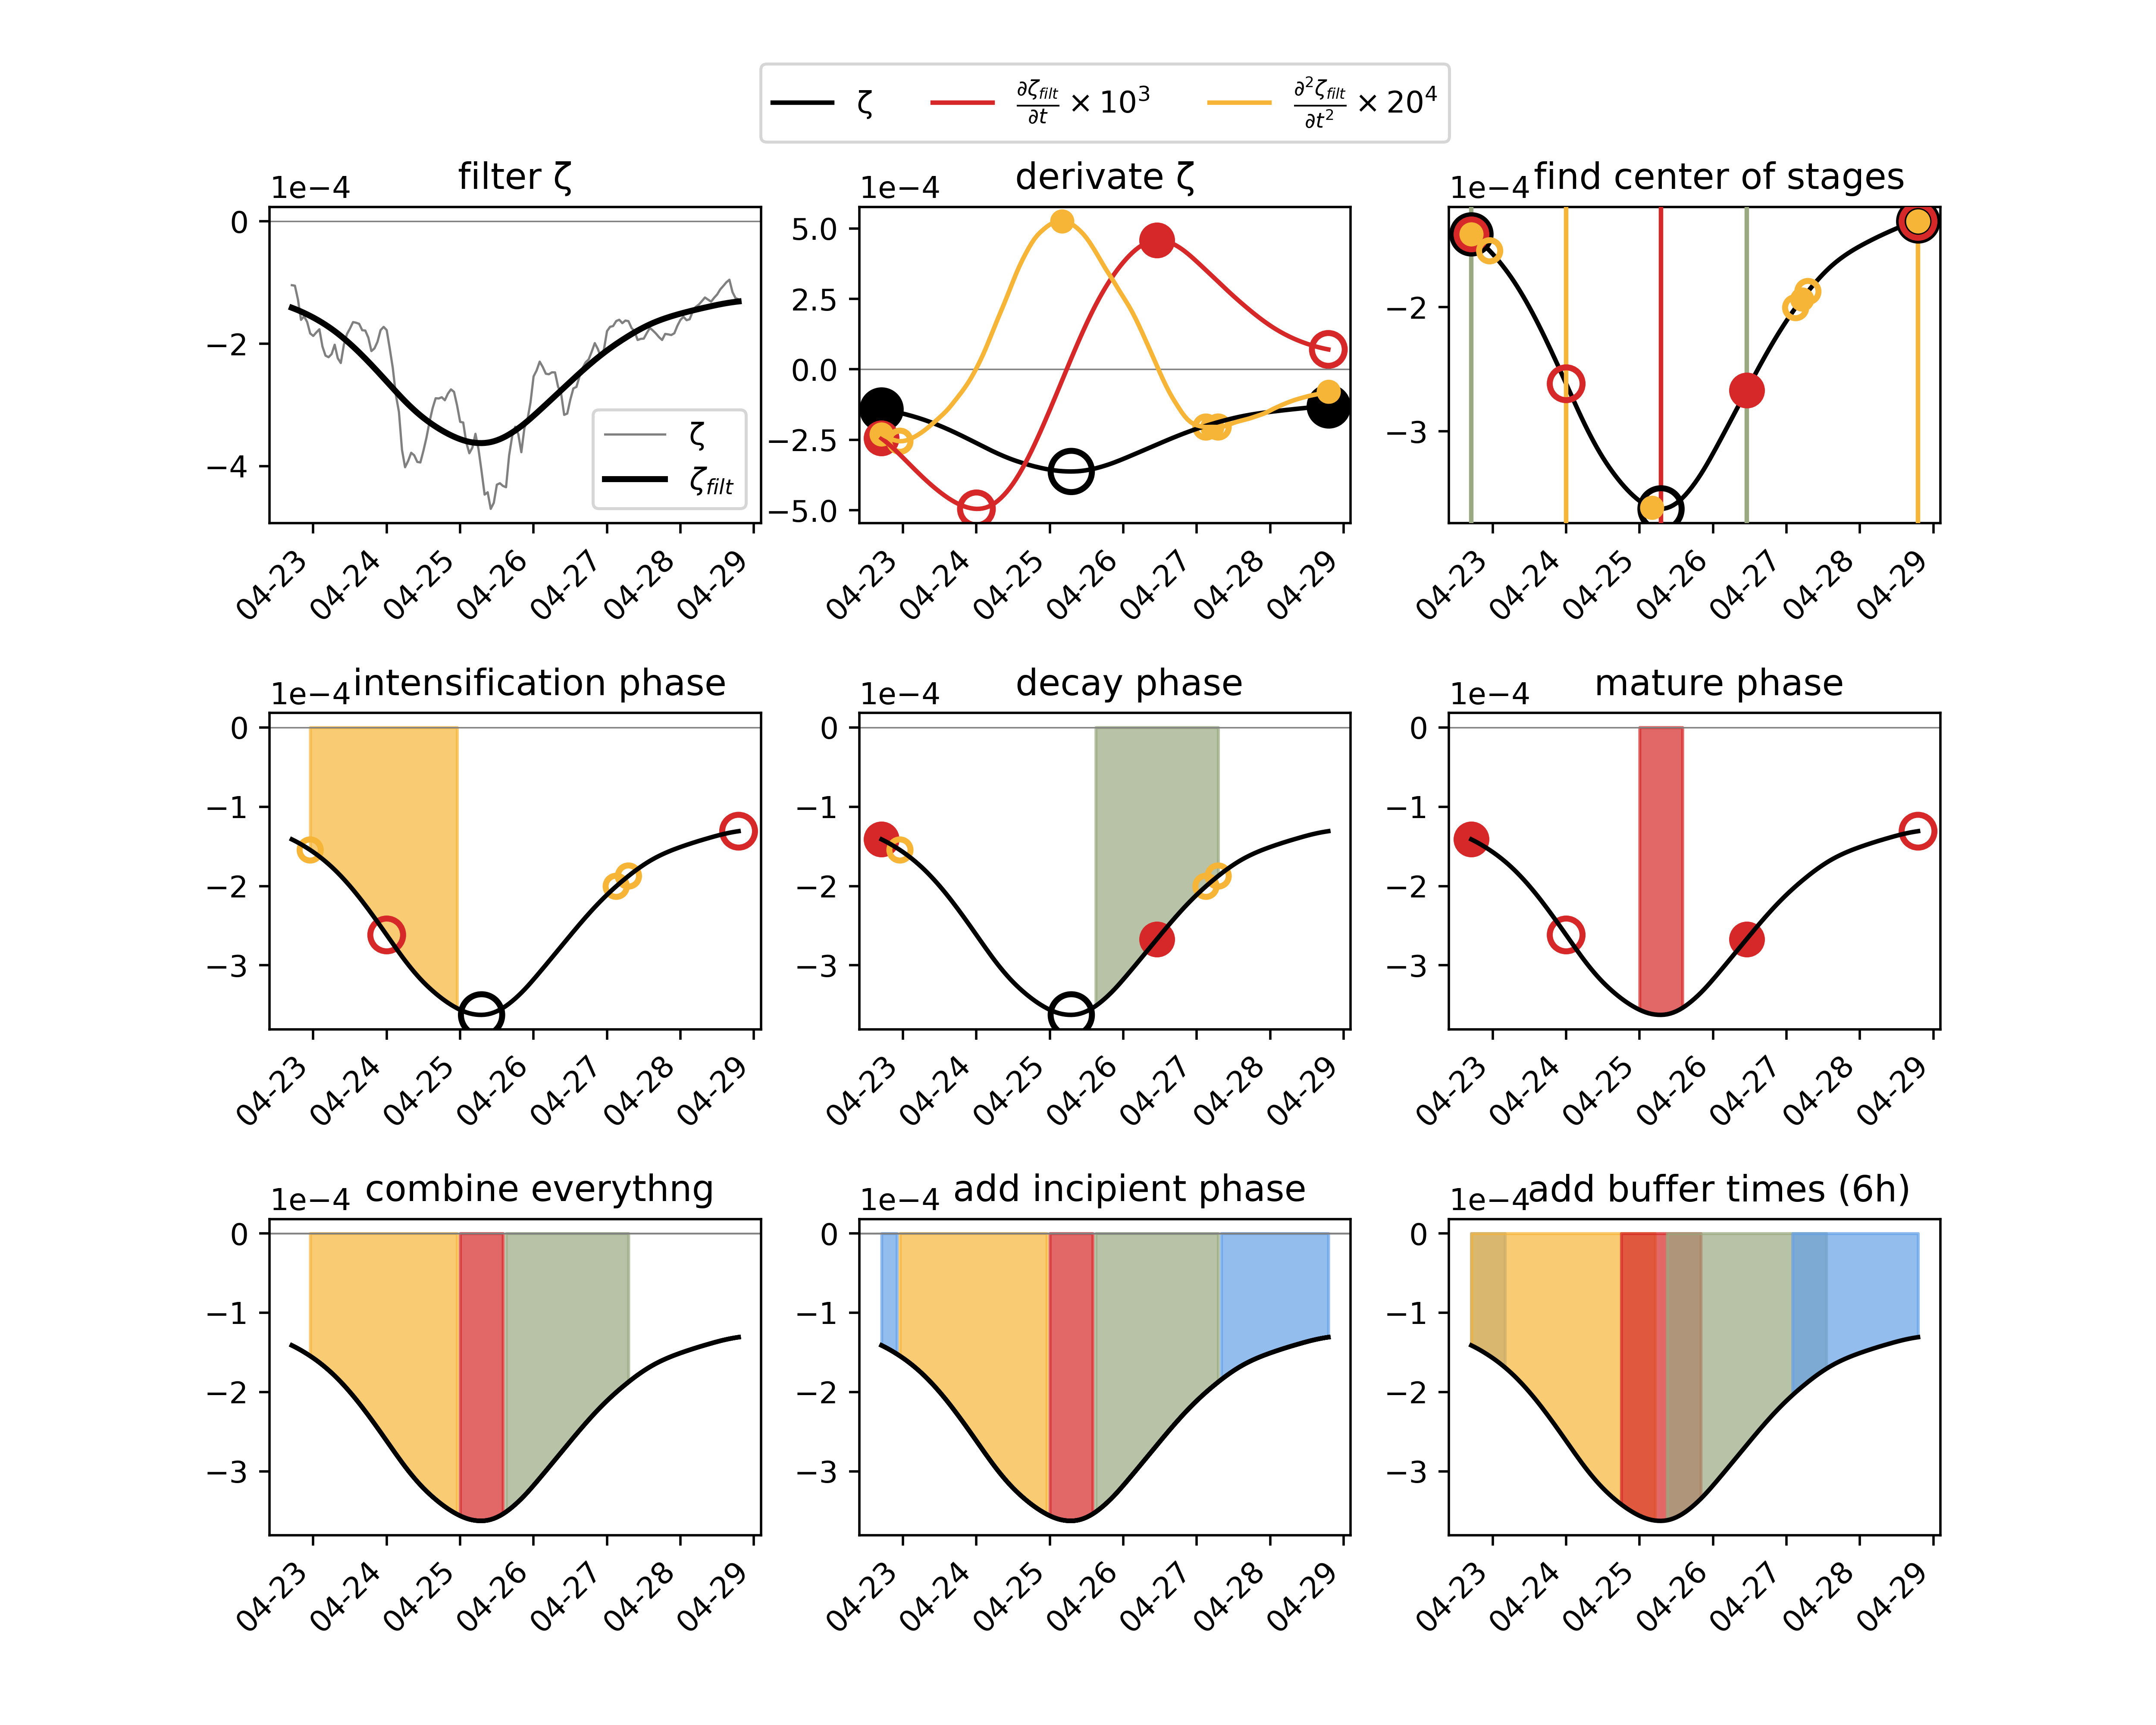 ζ ∂ζ_filt/∂t × 10³ ∂²ζ_filt/∂t² × 20⁴
filter ζ
1e−4
0
−2
−4
ζ
ζ_filt
04-23 04-24 04-25 04-26 04-27 04-28 04-29
derivate ζ
1e−4
5.0
2.5
0.0
−2.5
−5.0
04-23 04-24 04-25 04-26 04-27 04-28 04-29
find center of stages
1e−4
−2
−3
04-23 04-24 04-25 04-26 04-27 04-28 04-29
intensification phase
1e−4
0
−1
−2
−3
04-23 04-24 04-25 04-26 04-27 04-28 04-29
decay phase
1e−4
0
−1
−2
−3
04-23 04-24 04-25 04-26 04-27 04-28 04-29
mature phase
1e−4
0
−1
−2
−3
04-23 04-24 04-25 04-26 04-27 04-28 04-29
combine everythng
1e−4
0
−1
−2
−3
04-23 04-24 04-25 04-26 04-27 04-28 04-29
add incipient phase
1e−4
0
−1
−2
−3
04-23 04-24 04-25 04-26 04-27 04-28 04-29
add buffer times (6h)
1e−4
0
−1
−2
−3
04-23 04-24 04-25 04-26 04-27 04-28 04-29